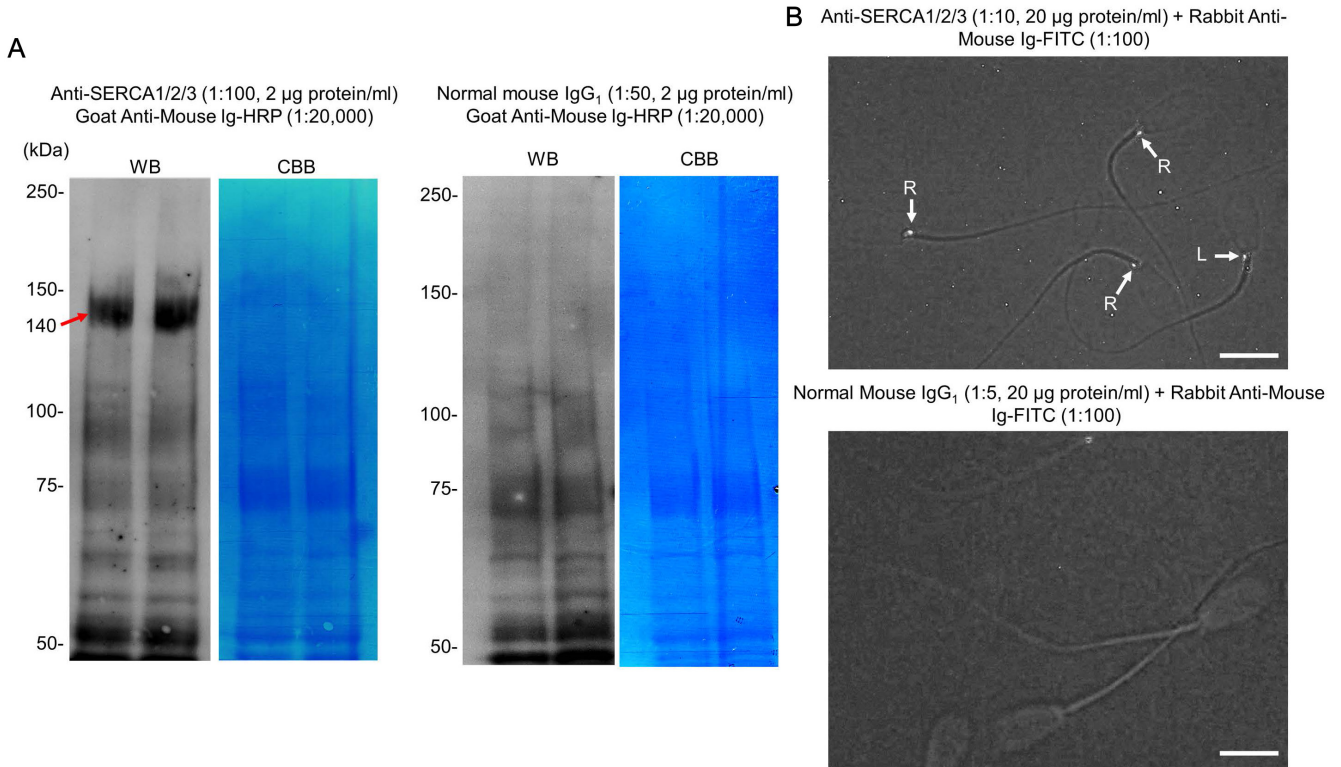 A
Anti-SERCA1/2/3 (1:100, 2 µg protein/ml)
Goat Anti-Mouse Ig-HRP (1:20,000)
(kDa)
WB
CBB
250-
150-
140
100-
75-
50-
Normal mouse IgG1 (1:50, 2 µg protein/ml)
Goat Anti-Mouse Ig-HRP (1:20,000)
WB
CBB
250-
150-
100-
75-
50-
B
Anti-SERCA1/2/3 (1:10, 20 µg protein/ml) + Rabbit Anti-
Mouse Ig-FITC (1:100)
R
R
L
R
Normal Mouse IgG1 (1:5, 20 µg protein/ml) + Rabbit Anti-Mouse
Ig-FITC (1:100)